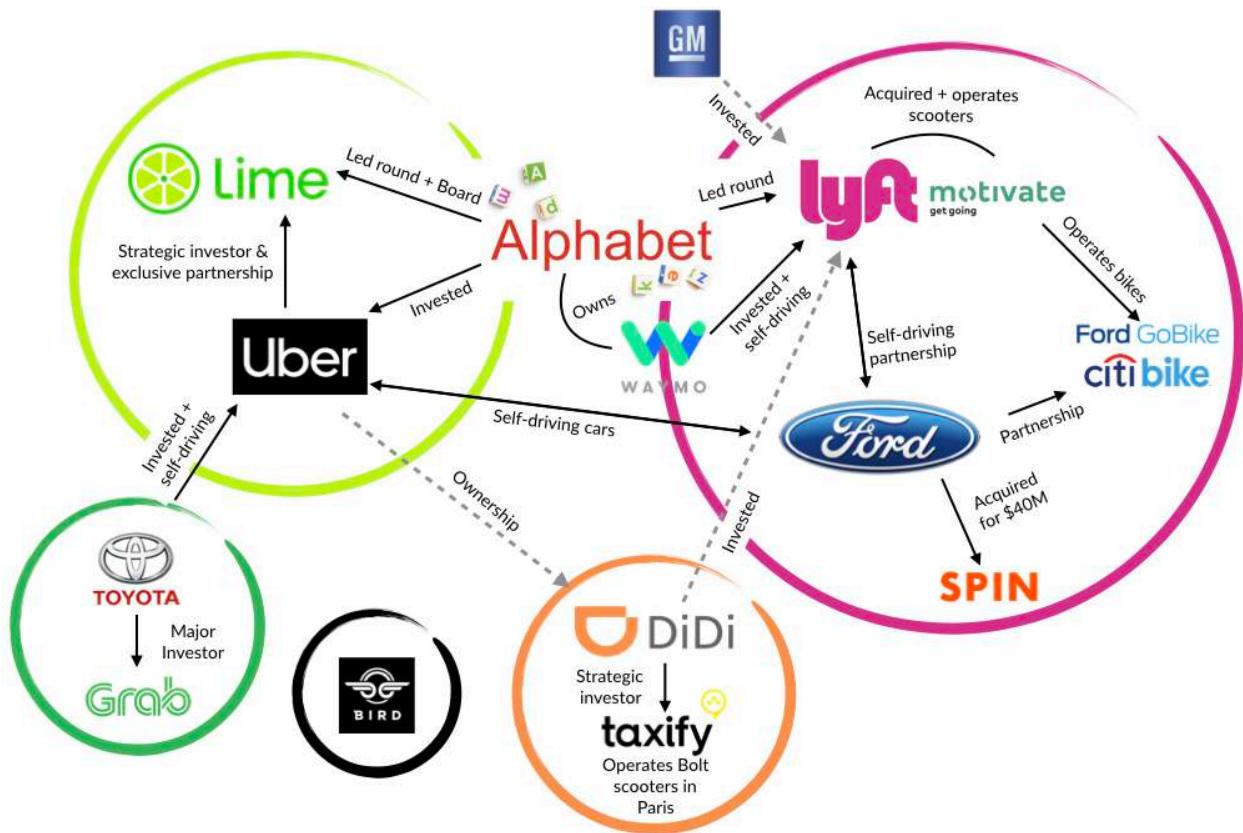 GM
Invested
Acquired + operates
scooters
Lime
Led round + Board
m
A
d
Alphabet
Led round
lyft
motivate
get going
Strategic investor &
exclusive partnership
Invested
Owns
k
e
z
WAYMO
Invested +
self-driving
Operates bikes
Ford GoBike
citi bike
Uber
Self-driving
partnership
Self-driving cars
Ford
Partnership
Invested +
self-driving
Ownership
Invested
Acquired
for $40M
SPIN
TOYOTA
Major
Investor
Grab
BIRD
DiDi
Strategic
investor
taxify
Operates Bolt
scooters in
Paris